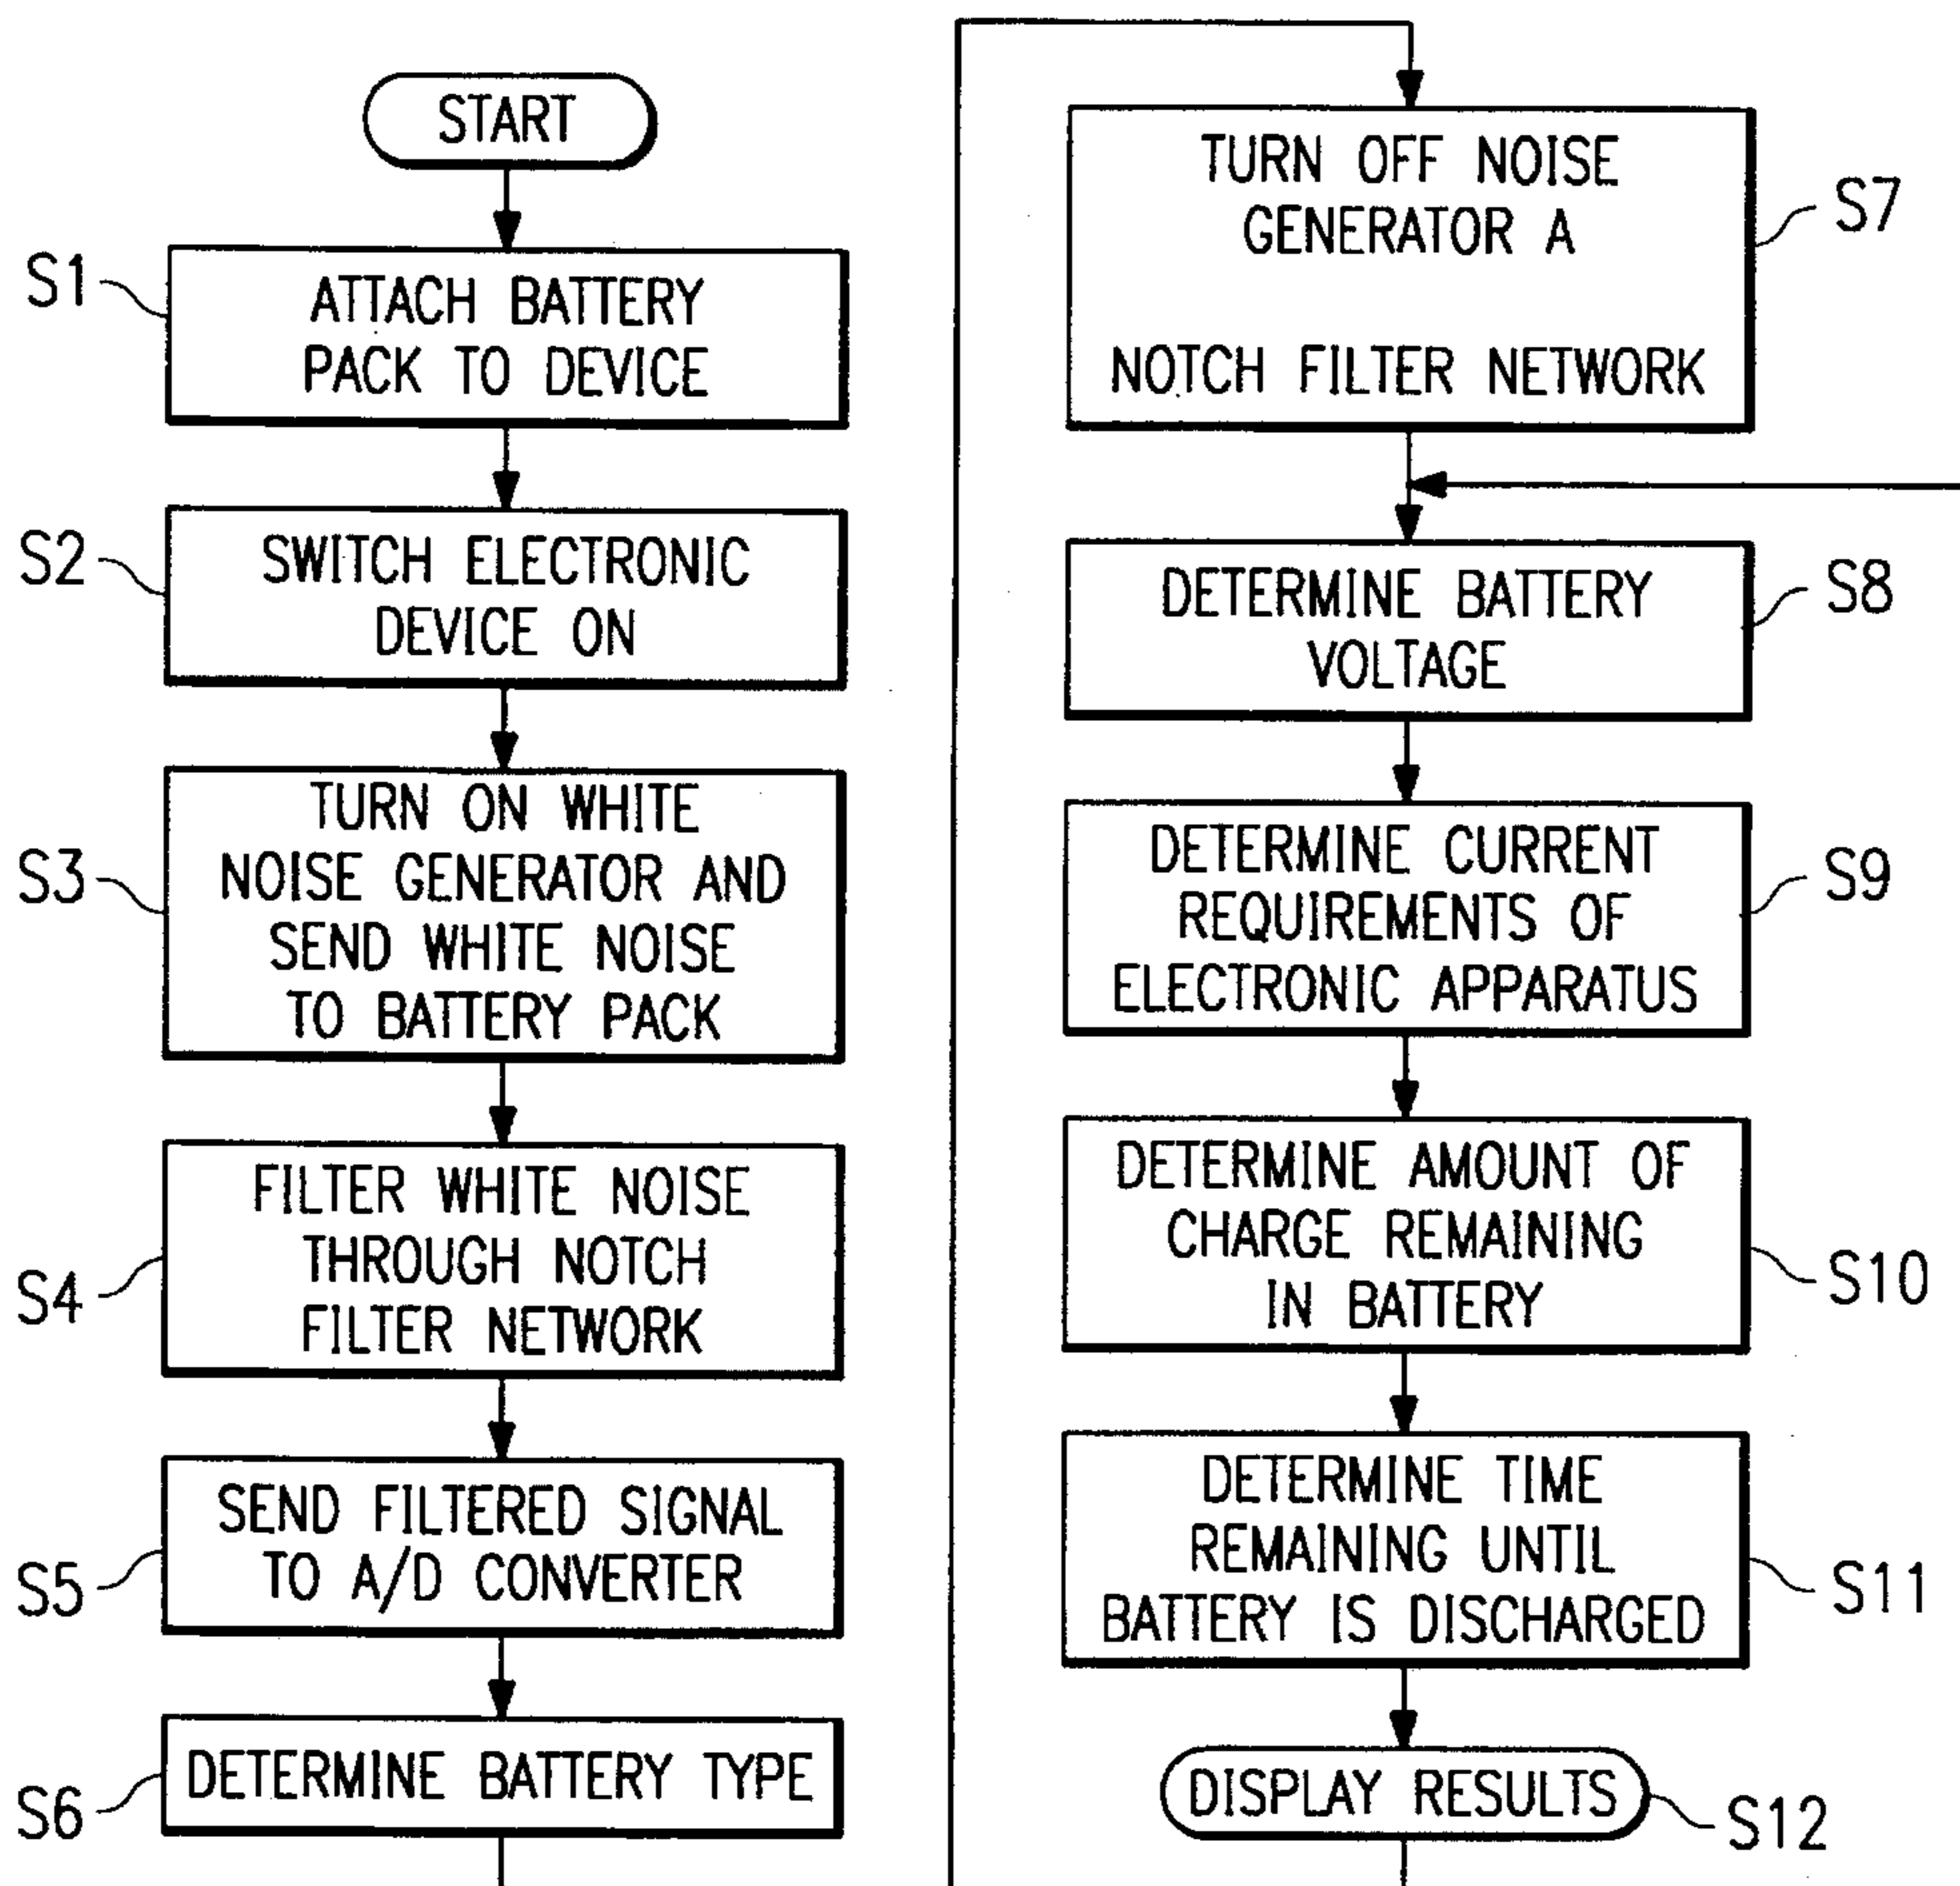 START
S1
ATTACH BATTERY
PACK TO DEVICE
S2
SWITCH ELECTRONIC
DEVICE ON
S3
TURN ON WHITE
NOISE GENERATOR AND
SEND WHITE NOISE
TO BATTERY PACK
S4
FILTER WHITE NOISE
THROUGH NOTCH
FILTER NETWORK
S5
SEND FILTERED SIGNAL
TO A/D CONVERTER
S6
DETERMINE BATTERY TYPE
TURN OFF NOISE
GENERATOR A
NOTCH FILTER NETWORK
S7
DETERMINE BATTERY
VOLTAGE
S8
DETERMINE CURRENT
REQUIREMENTS OF
ELECTRONIC APPARATUS
S9
DETERMINE AMOUNT OF
CHARGE REMAINING
IN BATTERY
S10
DETERMINE TIME
REMAINING UNTIL
BATTERY IS DISCHARGED
S11
DISPLAY RESULTS
S12